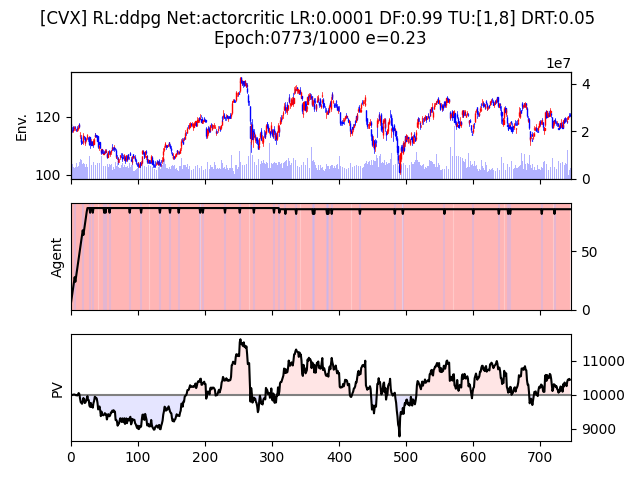 [CVX] RL:ddpg Net:actorcritic LR:0.0001 DF:0.99 TU:[1,8] DRT:0.05
Epoch:0773/1000 e=0.23
1e7
Env.
120
100
4
2
0
Agent
50
0
PV
11000
10000
9000
0 100 200 300 400 500 600 700